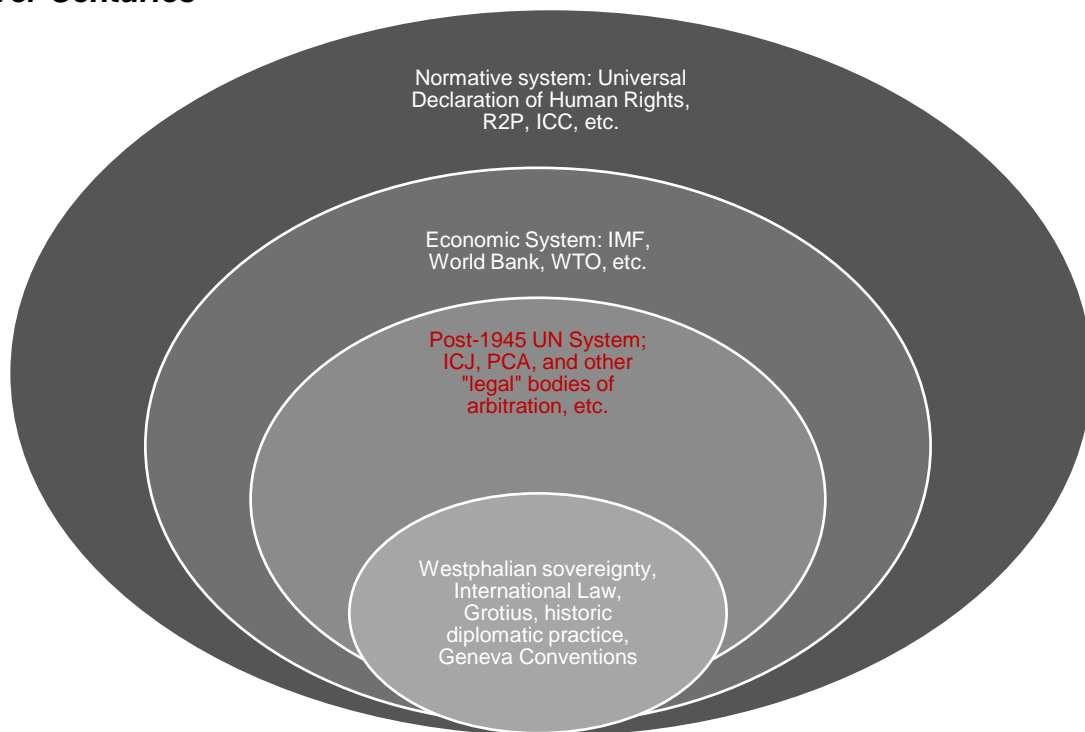 Centuries
Normative system: Universal
Declaration of Human Rights,
R2P, ICC, etc.
Economic System: IMF,
World Bank, WTO, etc.
Post-1945 UN System;
ICJ, PCA, and other
"legal" bodies of
arbitration, etc.
Westphalian sovereignty,
International Law,
Grotius, historic
diplomatic practice,
Geneva Conventions